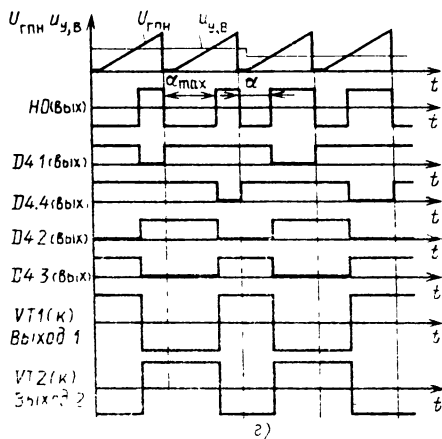 Uгпн uу,в
Uгпн
uу,в
t
αmax
α
НО(вых)
t
D4 1(вых)
t
D4.4(вых)
t
D4 2(вых)
t
D4 3(вых)
t
VT1(к)
Выход 1
t
VT2(к)
Выход 2
t
г)